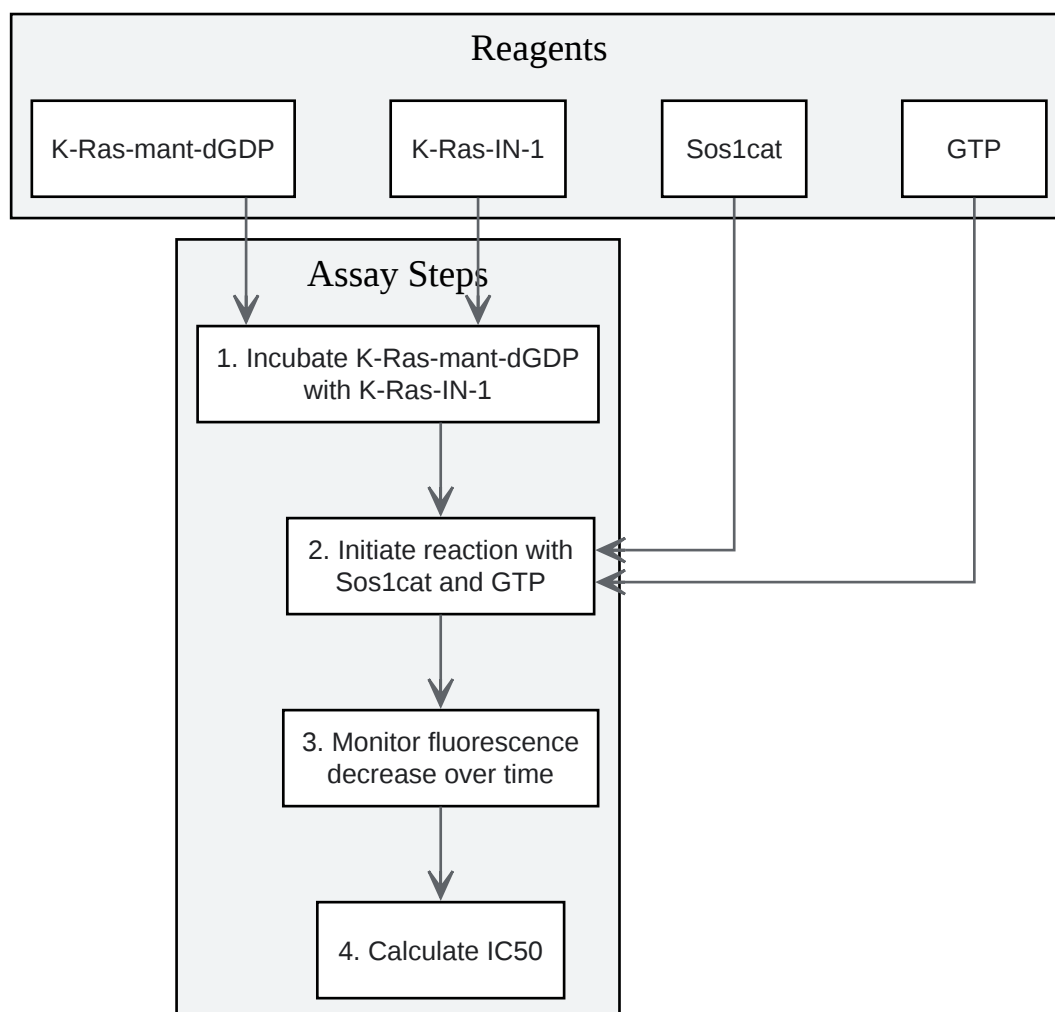 Reagents
K-Ras-mant-dGDP
K-Ras-IN-1
Sos1cat
GTP
Assay Steps
1. Incubate K-Ras-mant-dGDP
with K-Ras-IN-1
2. Initiate reaction with
Sos1cat and GTP
3. Monitor fluorescence
decrease over time
4. Calculate IC50